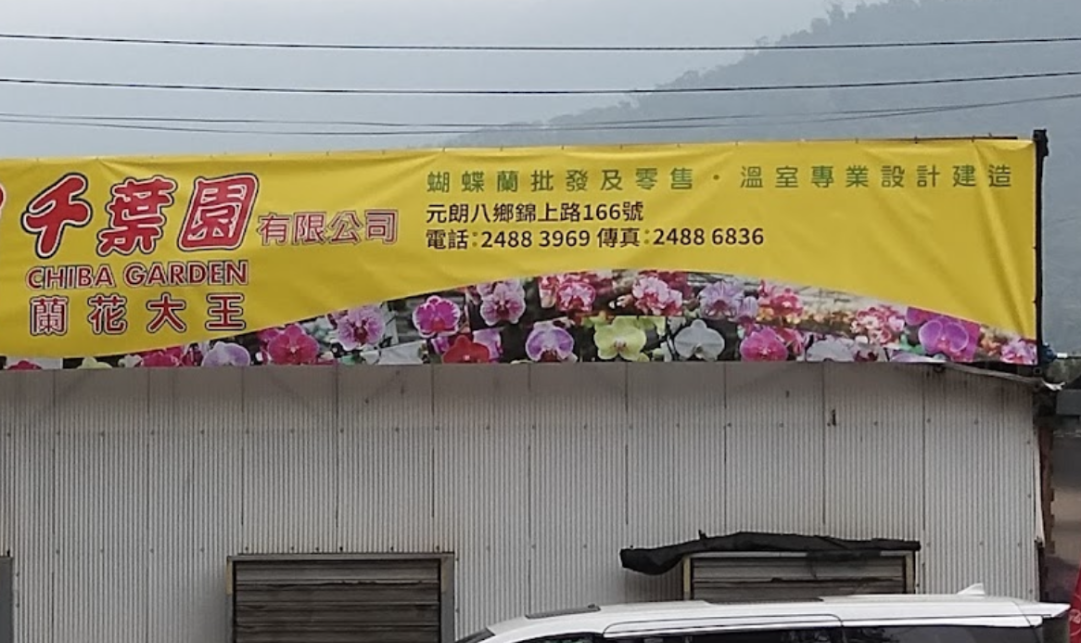 千葉園有限公司
CHIBA GARDEN
蘭花大王
蝴蝶蘭批發及零售・溫室專業設計建造
元朗八鄉錦上路166號
電話:2488 3969 傳真:2488 6836